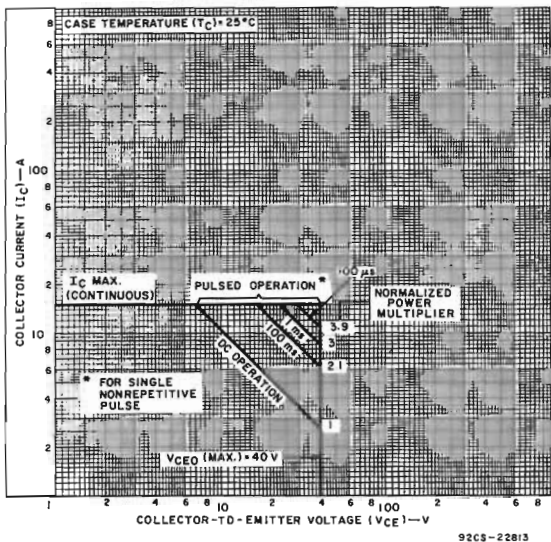 CASE TEMPERATURE (TC)=25°C
COLLECTOR CURRENT (IC)—A
8
6
4
2
100
8
6
4
2
10
8
6
4
2
IC MAX.
(CONTINUOUS)
PULSED OPERATION *
100 μs
NORMALIZED
POWER
MULTIPLIER
1 ms
100 ms
DC OPERATION
3.9
3
2.1
1
* FOR SINGLE
NONREPETITIVE
PULSE
VCEO (MAX.)=40 V
1 2 4 6 8 10 2 4 6 8 100 2 4 6 8
COLLECTOR-TO-EMITTER VOLTAGE (VCE)—V
92CS-22813